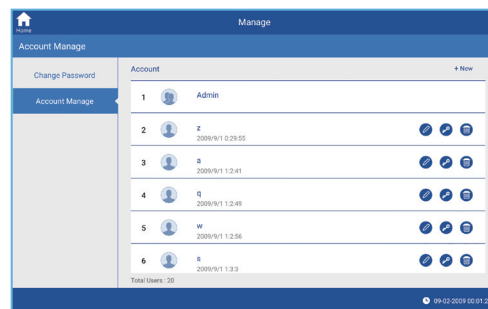 Manage
Home
Account Manage
Change Password
Account Manage
Account
+ New
1 Admin
2 z
2009/9/1 0:29:55
3 a
2009/9/1 1:2:41
4 q
2009/9/1 1:2:49
5 w
2009/9/1 1:2:56
6 s
2009/9/1 1:3:3
Total Users : 20
09-02-2009 00:01:2